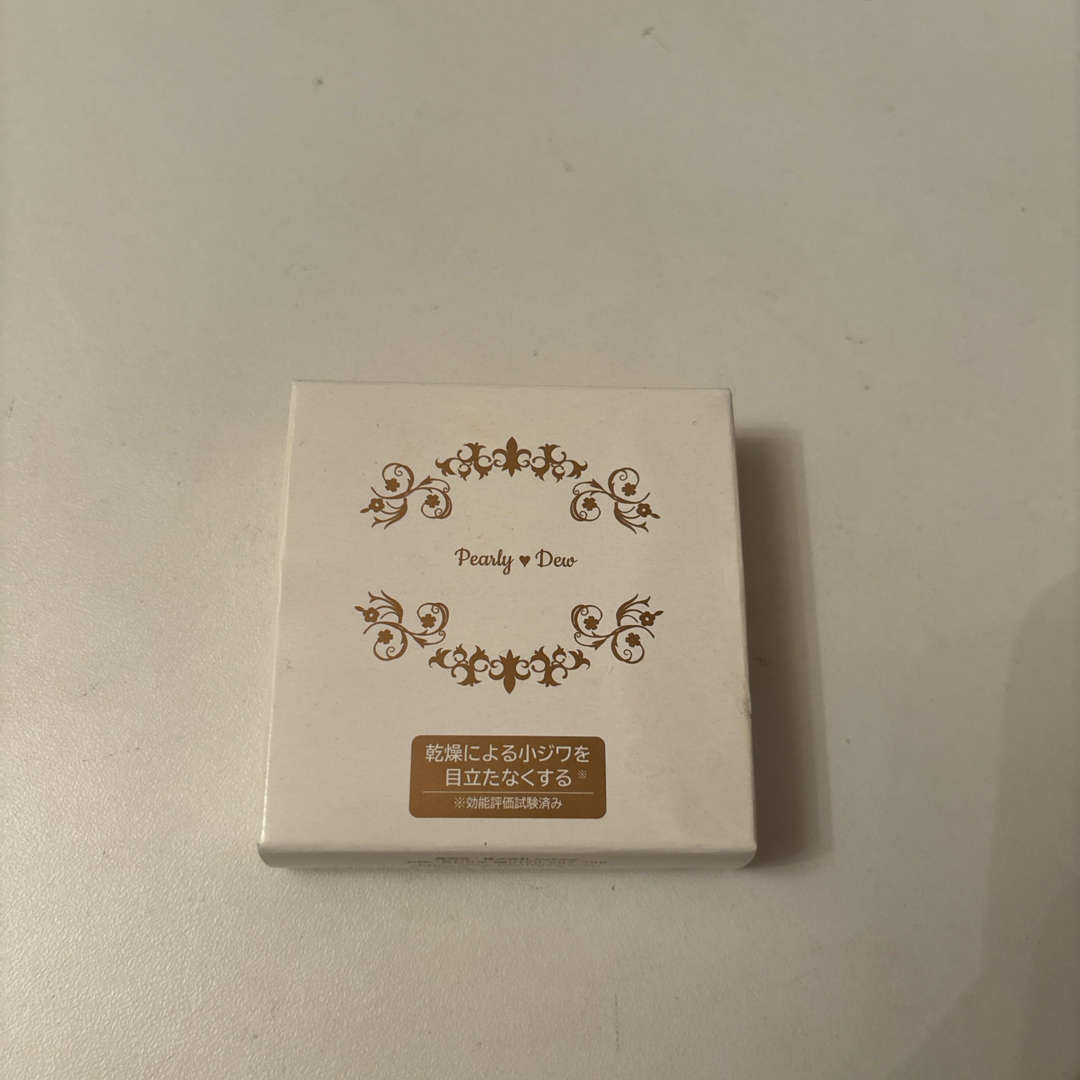 Pearly ♥ Dew
乾燥による小ジワを
目立たなくする※
※効能評価試験済み